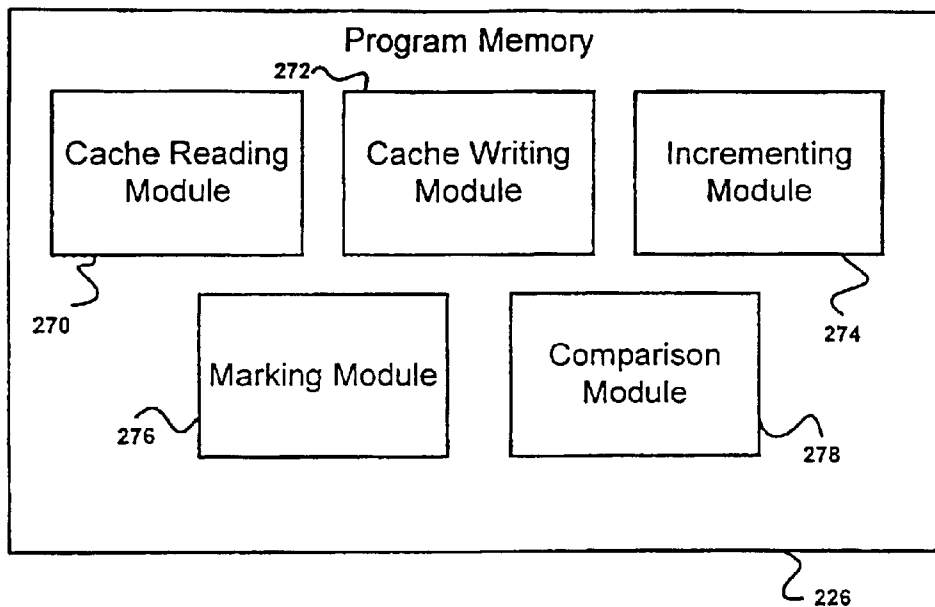 Program Memory
272
Cache Reading
Module
Cache Writing
Module
Incrementing
Module
270
274
Marking Module
Comparison
Module
276
278
226